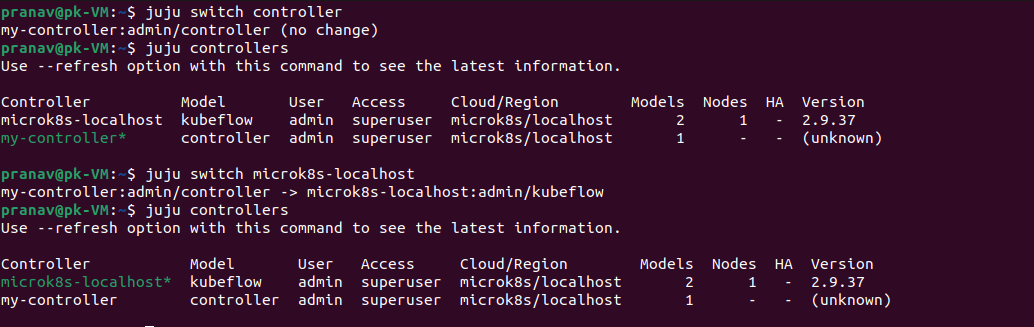 pranav@pk-VM:~$ juju switch controller
my-controller:admin/controller (no change)
pranav@pk-VM:~$ juju controllers
Use --refresh option with this command to see the latest information.
Controller Model User Access Cloud/Region Models Nodes HA Version
microk8s-localhost kubeflow admin superuser microk8s/localhost 2 1 - 2.9.37
my-controller* controller admin superuser microk8s/localhost 1 - - (unknown)
pranav@pk-VM:~$ juju switch microk8s-localhost
my-controller:admin/controller -> microk8s-localhost:admin/kubeflow
pranav@pk-VM:~$ juju controllers
Use --refresh option with this command to see the latest information.
Controller Model User Access Cloud/Region Models Nodes HA Version
microk8s-localhost* kubeflow admin superuser microk8s/localhost 2 1 - 2.9.37
my-controller controller admin superuser microk8s/localhost 1 - - (unknown)